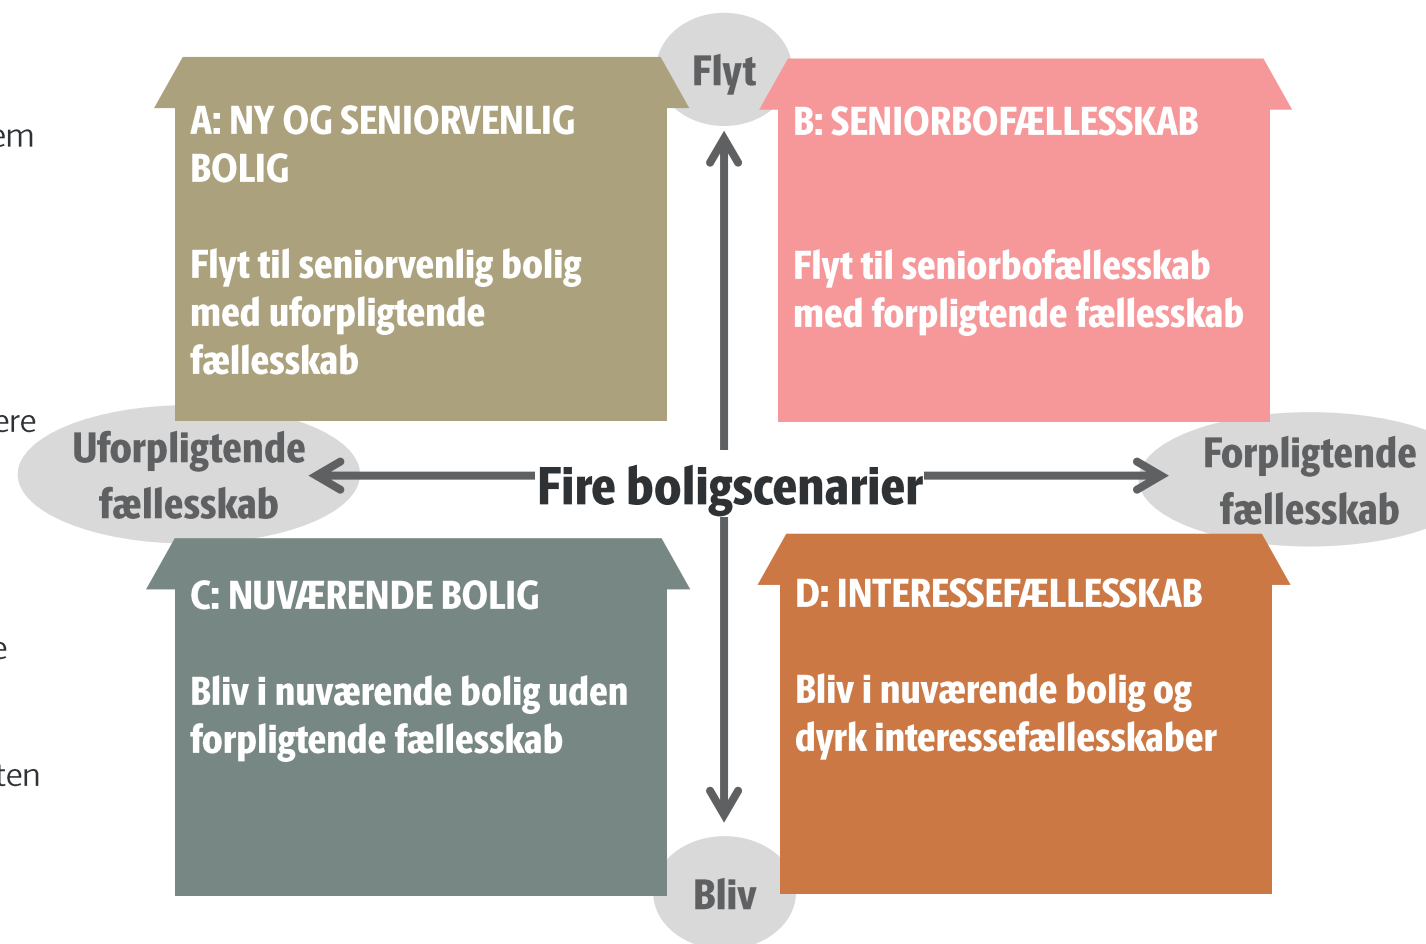 Flyt
A: NY OG SENIORVENLIG
BOLIG
Flyt til seniorvenlig bolig
med uforpligtende
fællesskab
B: SENIORBOFÆLLESSKAB
Flyt til seniorbofællesskab
med forpligtende fællesskab
Uforpligtende
fællesskab
Fire boligscenarier
Forpligtende
fællesskab
C: NUVÆRENDE BOLIG
Bliv i nuværende bolig uden
forpligtende fællesskab
D: INTERESSEFÆLLESSKAB
Bliv i nuværende bolig og
dyrk interessefællesskaber
Bliv